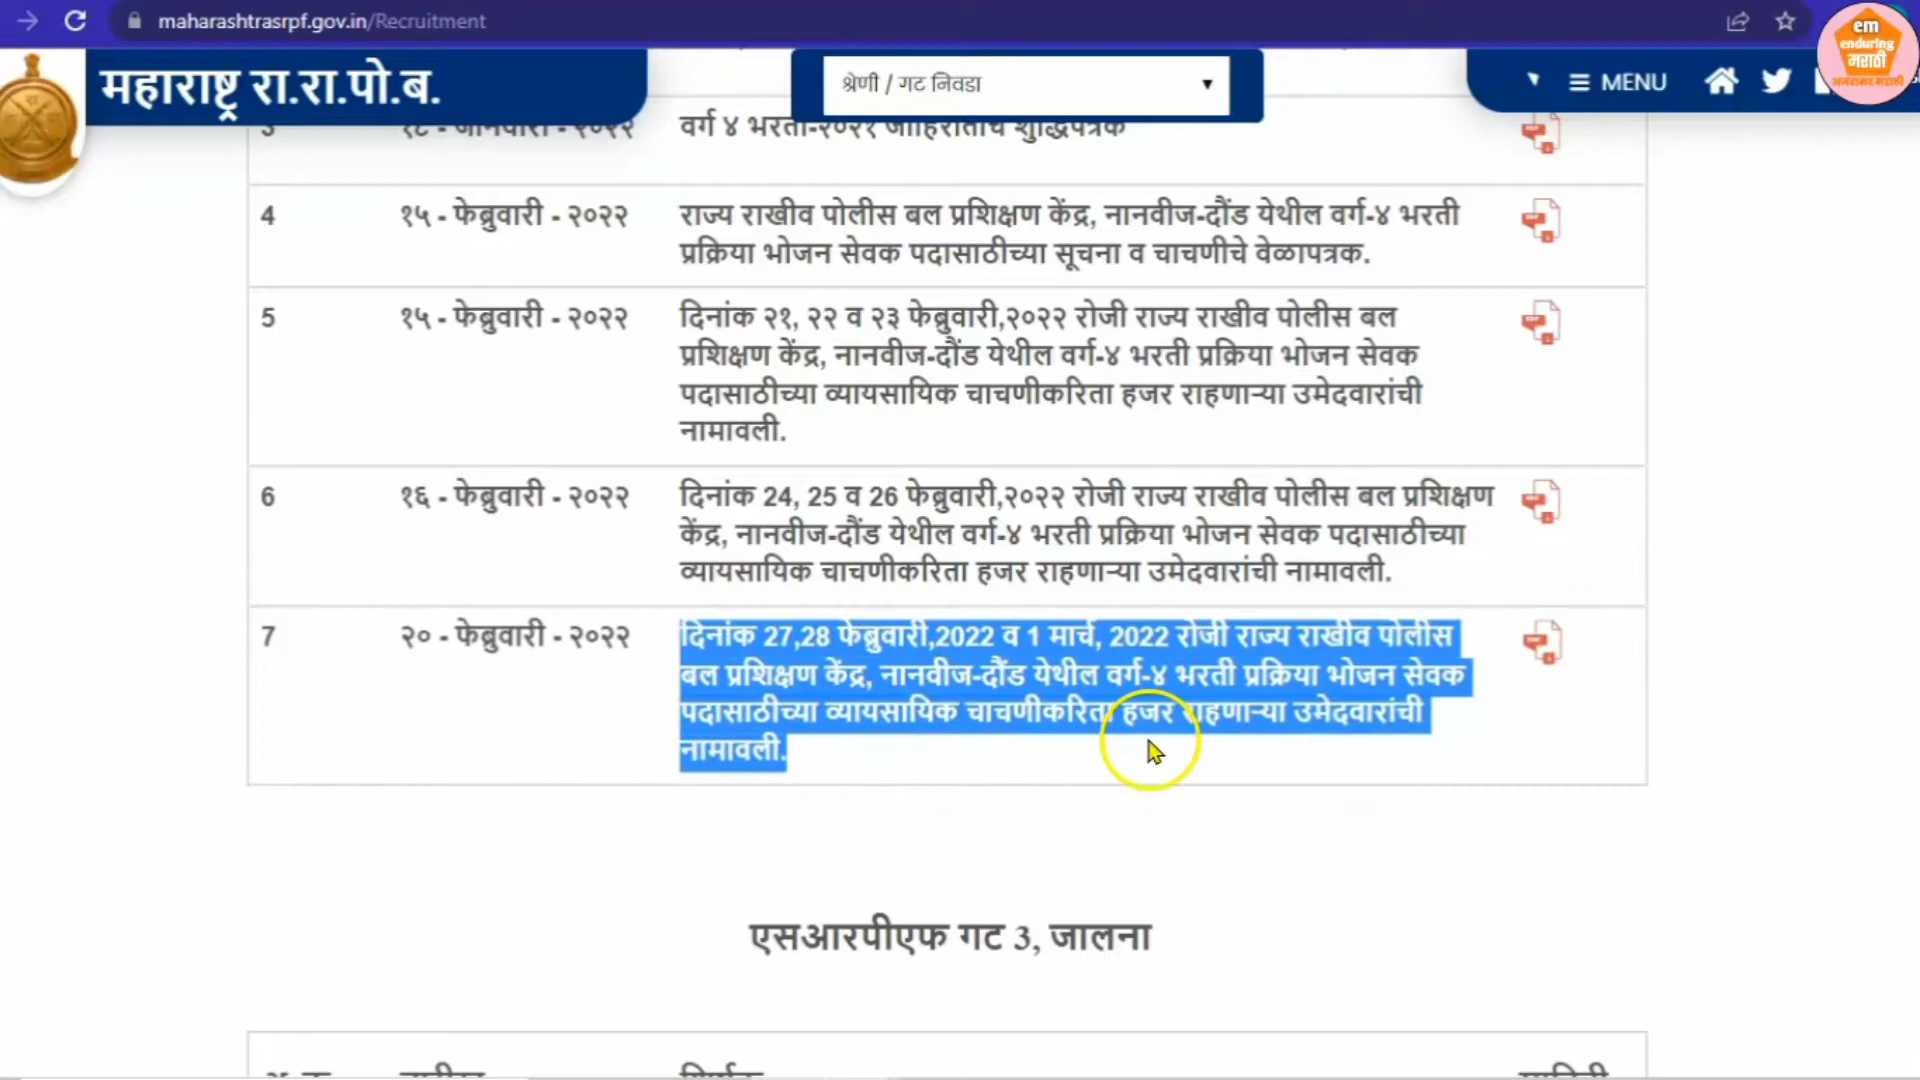 maharashtrasrpf.gov.in/Recruitment
em
enduring
मराठी
महाराष्ट्र रा.रा.पो.ब.
श्रेणी / गट निवडा
MENU
3 १८ - जानवारी - २०२२ वर्ग ४ भरती-२०२१ जाहिरातीचे शुद्धिपत्रक
4 १५ - फेब्रुवारी - २०२२ राज्य राखीव पोलीस बल प्रशिक्षण केंद्र, नानवीज-दौंड येथील वर्ग-४ भरती
प्रक्रिया भोजन सेवक पदासाठीच्या सूचना व चाचणीचे वेळापत्रक.
5 १५ - फेब्रुवारी - २०२२ दिनांक २१, २२ व २३ फेब्रुवारी,२०२२ रोजी राज्य राखीव पोलीस बल
प्रशिक्षण केंद्र, नानवीज-दौंड येथील वर्ग-४ भरती प्रक्रिया भोजन सेवक
पदासाठीच्या व्यायसायिक चाचणीकरिता हजर राहणाऱ्या उमेदवारांची
नामावली.
6 १६ - फेब्रुवारी - २०२२ दिनांक 24, 25 व 26 फेब्रुवारी,२०२२ रोजी राज्य राखीव पोलीस बल प्रशिक्षण
केंद्र, नानवीज-दौंड येथील वर्ग-४ भरती प्रक्रिया भोजन सेवक पदासाठीच्या
व्यायसायिक चाचणीकरिता हजर राहणाऱ्या उमेदवारांची नामावली.
7 २० - फेब्रुवारी - २०२२ दिनांक 27,28 फेब्रुवारी,2022 व 1 मार्च, 2022 रोजी राज्य राखीव पोलीस
बल प्रशिक्षण केंद्र, नानवीज-दौंड येथील वर्ग-४ भरती प्रक्रिया भोजन सेवक
पदासाठीच्या व्यायसायिक चाचणीकरिता हजर राहणाऱ्या उमेदवारांची
नामावली.
एसआरपीएफ गट 3, जालना